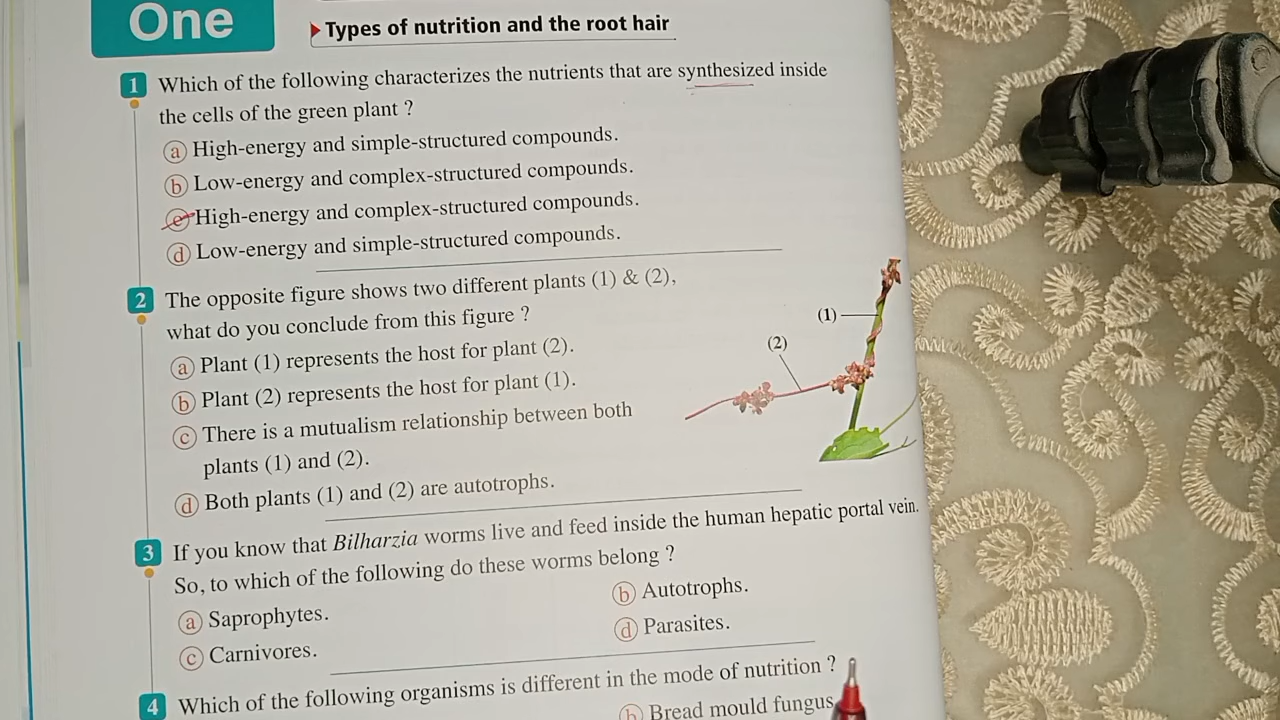 One
Types of nutrition and the root hair
1 Which of the following characterizes the nutrients that are synthesized inside
the cells of the green plant ?
a High-energy and simple-structured compounds.
b Low-energy and complex-structured compounds.
c High-energy and complex-structured compounds.
d Low-energy and simple-structured compounds.
2 The opposite figure shows two different plants (1) & (2),
what do you conclude from this figure ?
a Plant (1) represents the host for plant (2).
b Plant (2) represents the host for plant (1).
c There is a mutualism relationship between both
plants (1) and (2).
d Both plants (1) and (2) are autotrophs.
(1)
(2)
3 If you know that Bilharzia worms live and feed inside the human hepatic portal vein.
So, to which of the following do these worms belong ?
a Saprophytes.
b Autotrophs.
c Carnivores.
d Parasites.
4 Which of the following organisms is different in the mode of nutrition ?
b Bread mould fungus